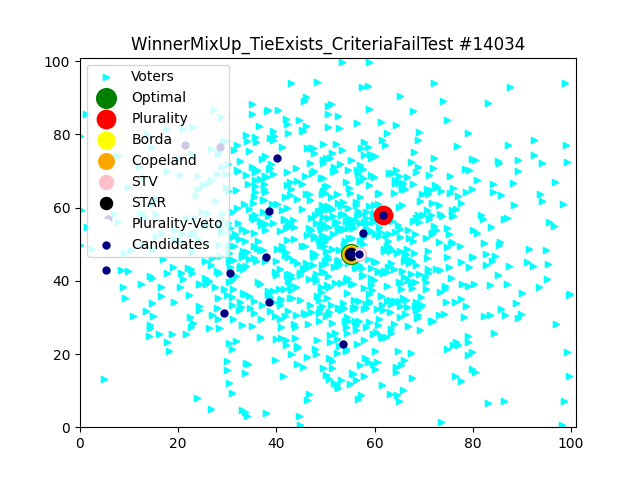 WinnerMixUp_TieExists_CriteriaFailTest #14034
Voters
Optimal
Plurality
Borda
Copeland
STV
STAR
Plurality-Veto
Candidates
100
80
60
40
20
0
0 20 40 60 80 100